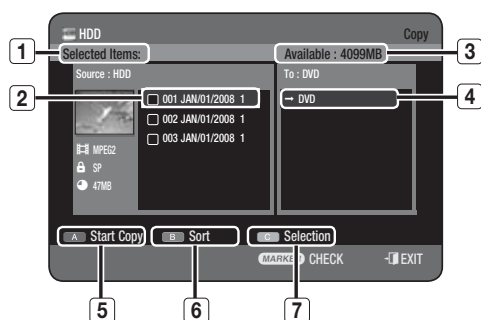 HDD Copy
1 Selected Items: Available : 4099MB 3
Source : HDD To : DVD
2 001 JAN/01/2008 1 → DVD 4
002 JAN/01/2008 1
003 JAN/01/2008 1
MPEG2
SP
47MB
A Start Copy B Sort C Selection
MARKER CHECK EXIT
5 6 7